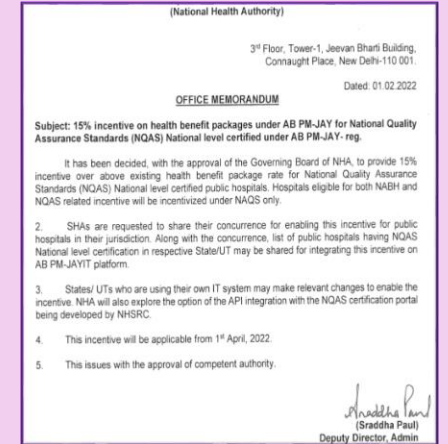 (National Health Authority)
3rd Floor, Tower-1, Jeevan Bharti Building,
Connaught Place, New Delhi-110 001.
Dated: 01.02.2022
OFFICE MEMORANDUM
Subject: 15% incentive on health benefit packages under AB PM-JAY for National Quality
Assurance Standards (NQAS) National level certified under AB PM-JAY- reg.
It has been decided, with the approval of the Governing Board of NHA, to provide 15%
incentive over above existing health benefit package rate for National Quality Assurance
Standards (NQAS) National level certified public hospitals. Hospitals eligible for both NABH and
NQAS related incentive will be incentivized under NAQS only.
2. SHAs are requested to share their concurrence for enabling this incentive for public
hospitals in their jurisdiction. Along with the concurrence, list of public hospitals having NQAS
National level certification in respective State/UT may be shared for integrating this incentive on
AB PM-JAYIT platform.
3. States/ UTs who are using their own IT system may make relevant changes to enable the
incentive. NHA will also explore the option of the API integration with the NQAS certification portal
being developed by NHSRC.
4. This incentive will be applicable from 1st April, 2022.
5. This issues with the approval of competent authority.
Sraddha Paul
(Sraddha Paul)
Deputy Director, Admin